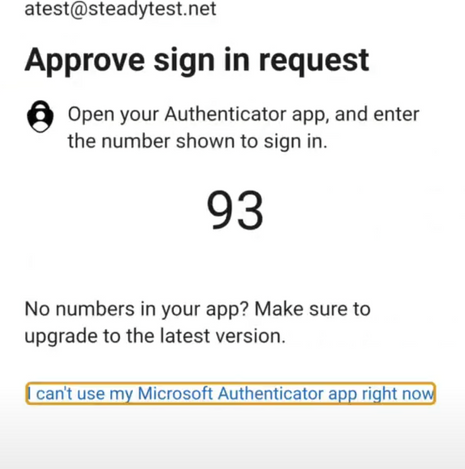 atest@steadytest.net
Approve sign in request
Open your Authenticator app, and enter
the number shown to sign in.
93
No numbers in your app? Make sure to
upgrade to the latest version.
I can't use my Microsoft Authenticator app right now